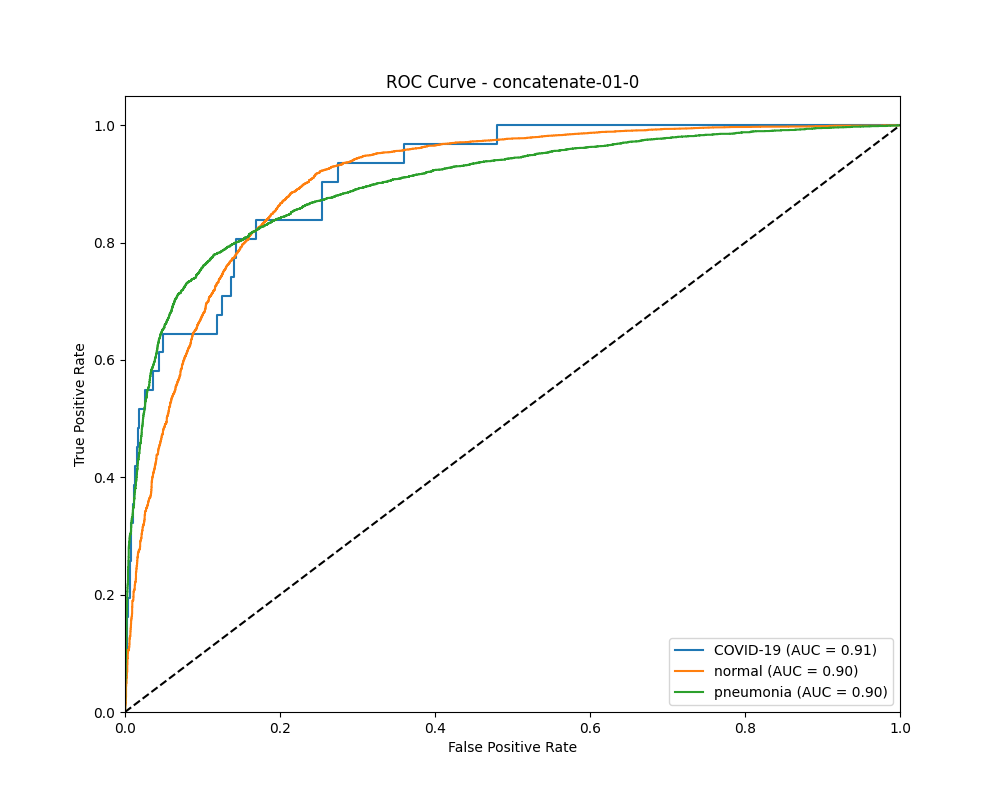 ROC Curve - concatenate-01-0
True Positive Rate
1.0
0.8
0.6
0.4
0.2
0.0
COVID-19 (AUC = 0.91)
normal (AUC = 0.90)
pneumonia (AUC = 0.90)
0.0 0.2 0.4 0.6 0.8 1.0
False Positive Rate